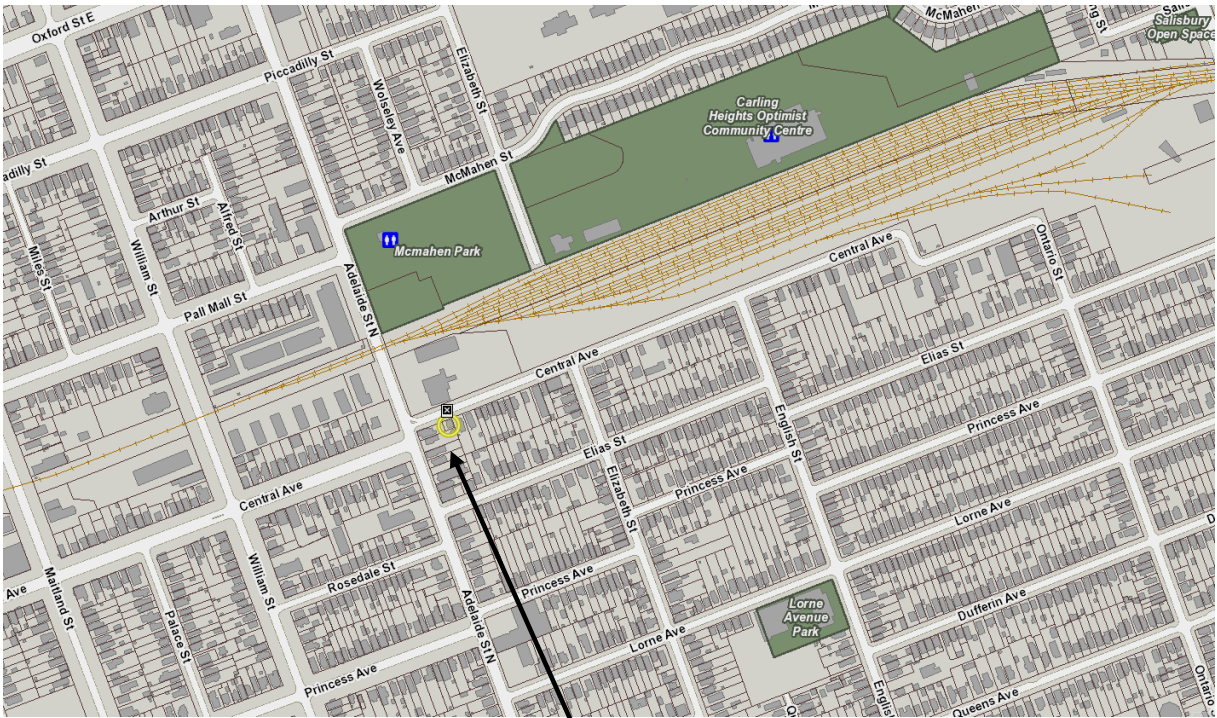 Oxford St E
McMahen
Salisbury
Open Space
Piccadilly St
Elizabeth St
Wolseley Ave
Carling
Heights Optimist
Community Centre
adilly St
McMahen St
Arthur St
Alfred St
Miles St
William St
Mcmahen Park
Central Ave
Ontario St
Pall Mall St
Adelaide St N
Central Ave
Elias St
English St
Princess Ave
Elias St
Elizabeth St
Princess Ave
Central Ave
Lorne Ave
Rosedale St
Princess Ave
Ave
Maitland St
William St
Palace St
Adelaide St N
Lorne
Avenue
Park
Dufferin Ave
Lorne Ave
Princess Ave
Englis
Queens Ave
Ontario